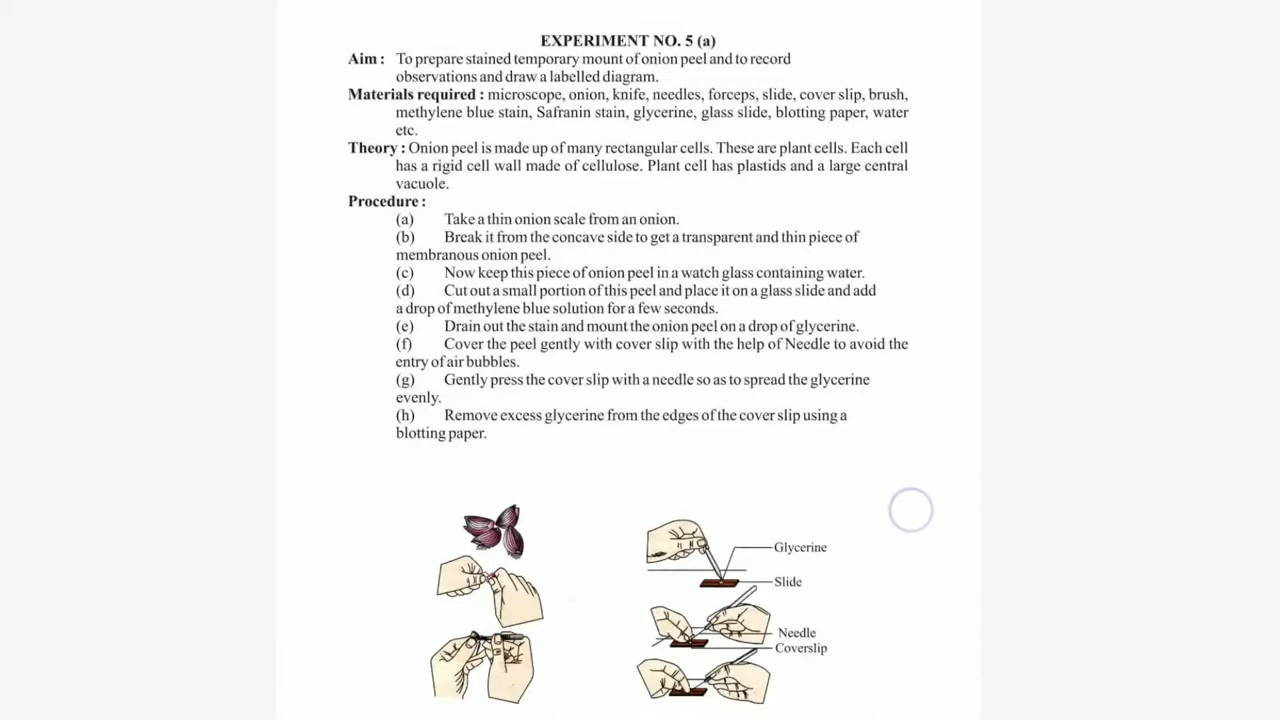 EXPERIMENT NO. 5 (a)
Aim : To prepare stained temporary mount of onion peel and to record
observations and draw a labelled diagram.
Materials required : microscope, onion, knife, needles, forceps, slide, cover slip, brush,
methylene blue stain, Safranin stain, glycerine, glass slide, blotting paper, water
etc.
Theory : Onion peel is made up of many rectangular cells. These are plant cells. Each cell
has a rigid cell wall made of cellulose. Plant cell has plastids and a large central
vacuole.
Procedure :
(a) Take a thin onion scale from an onion.
(b) Break it from the concave side to get a transparent and thin piece of
membranous onion peel.
(c) Now keep this piece of onion peel in a watch glass containing water.
(d) Cut out a small portion of this peel and place it on a glass slide and add
a drop of methylene blue solution for a few seconds.
(e) Drain out the stain and mount the onion peel on a drop of glycerine.
(f) Cover the peel gently with cover slip with the help of Needle to avoid the
entry of air bubbles.
(g) Gently press the cover slip with a needle so as to spread the glycerine
evenly.
(h) Remove excess glycerine from the edges of the cover slip using a
blotting paper.
Glycerine
Slide
Needle
Coverslip